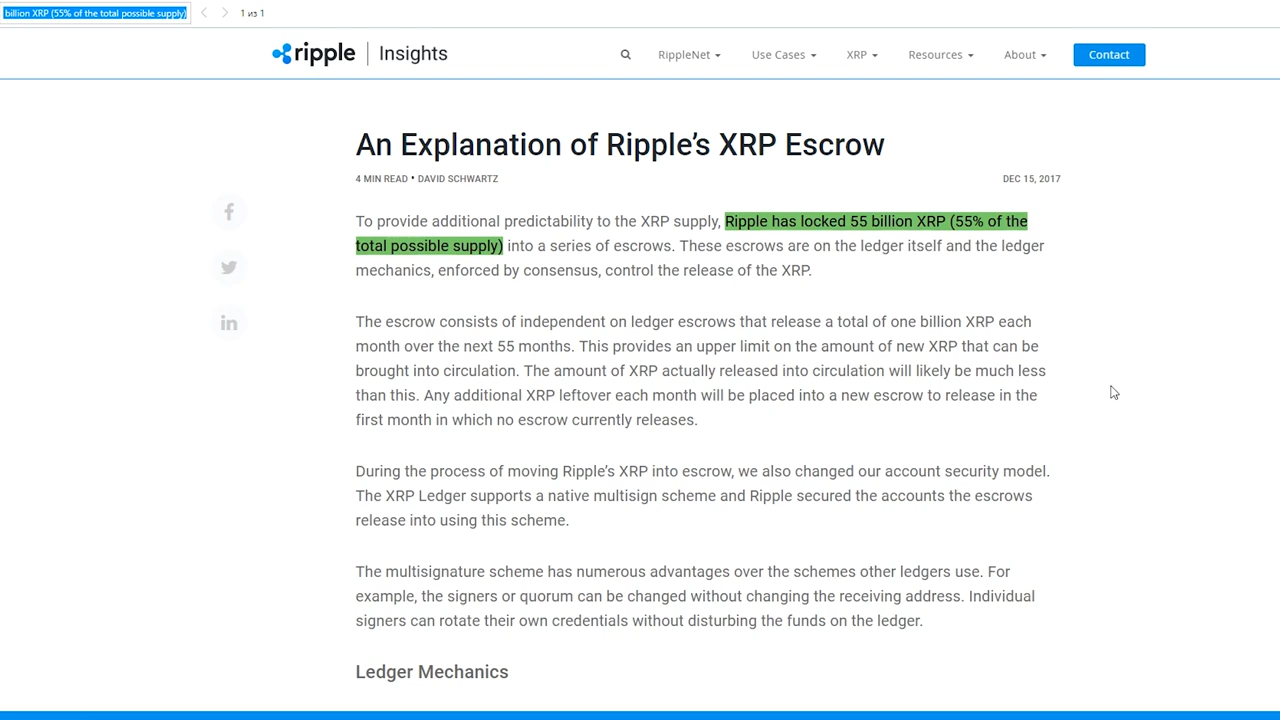 billion XRP (55% of the total possible supply)
1 из 1
ripple Insights
RippleNet
Use Cases
XRP
Resources
About
Contact
An Explanation of Ripple’s XRP Escrow
4 MIN READ • DAVID SCHWARTZ
DEC 15, 2017
To provide additional predictability to the XRP supply, Ripple has locked 55 billion XRP (55% of the
total possible supply) into a series of escrows. These escrows are on the ledger itself and the ledger
mechanics, enforced by consensus, control the release of the XRP.
The escrow consists of independent on ledger escrows that release a total of one billion XRP each
month over the next 55 months. This provides an upper limit on the amount of new XRP that can be
brought into circulation. The amount of XRP actually released into circulation will likely be much less
than this. Any additional XRP leftover each month will be placed into a new escrow to release in the
first month in which no escrow currently releases.
During the process of moving Ripple’s XRP into escrow, we also changed our account security model.
The XRP Ledger supports a native multisign scheme and Ripple secured the accounts the escrows
release into using this scheme.
The multisignature scheme has numerous advantages over the schemes other ledgers use. For
example, the signers or quorum can be changed without changing the receiving address. Individual
signers can rotate their own credentials without disturbing the funds on the ledger.
Ledger Mechanics